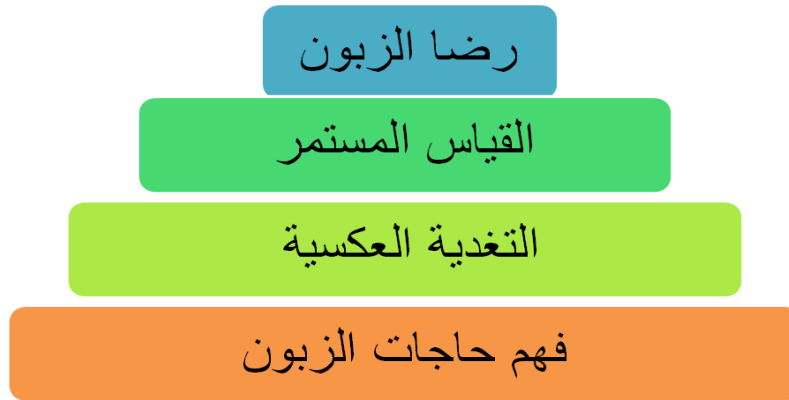 رضا الزبون
القياس المستمر
التغدية العكسية
فهم حاجات الزبون